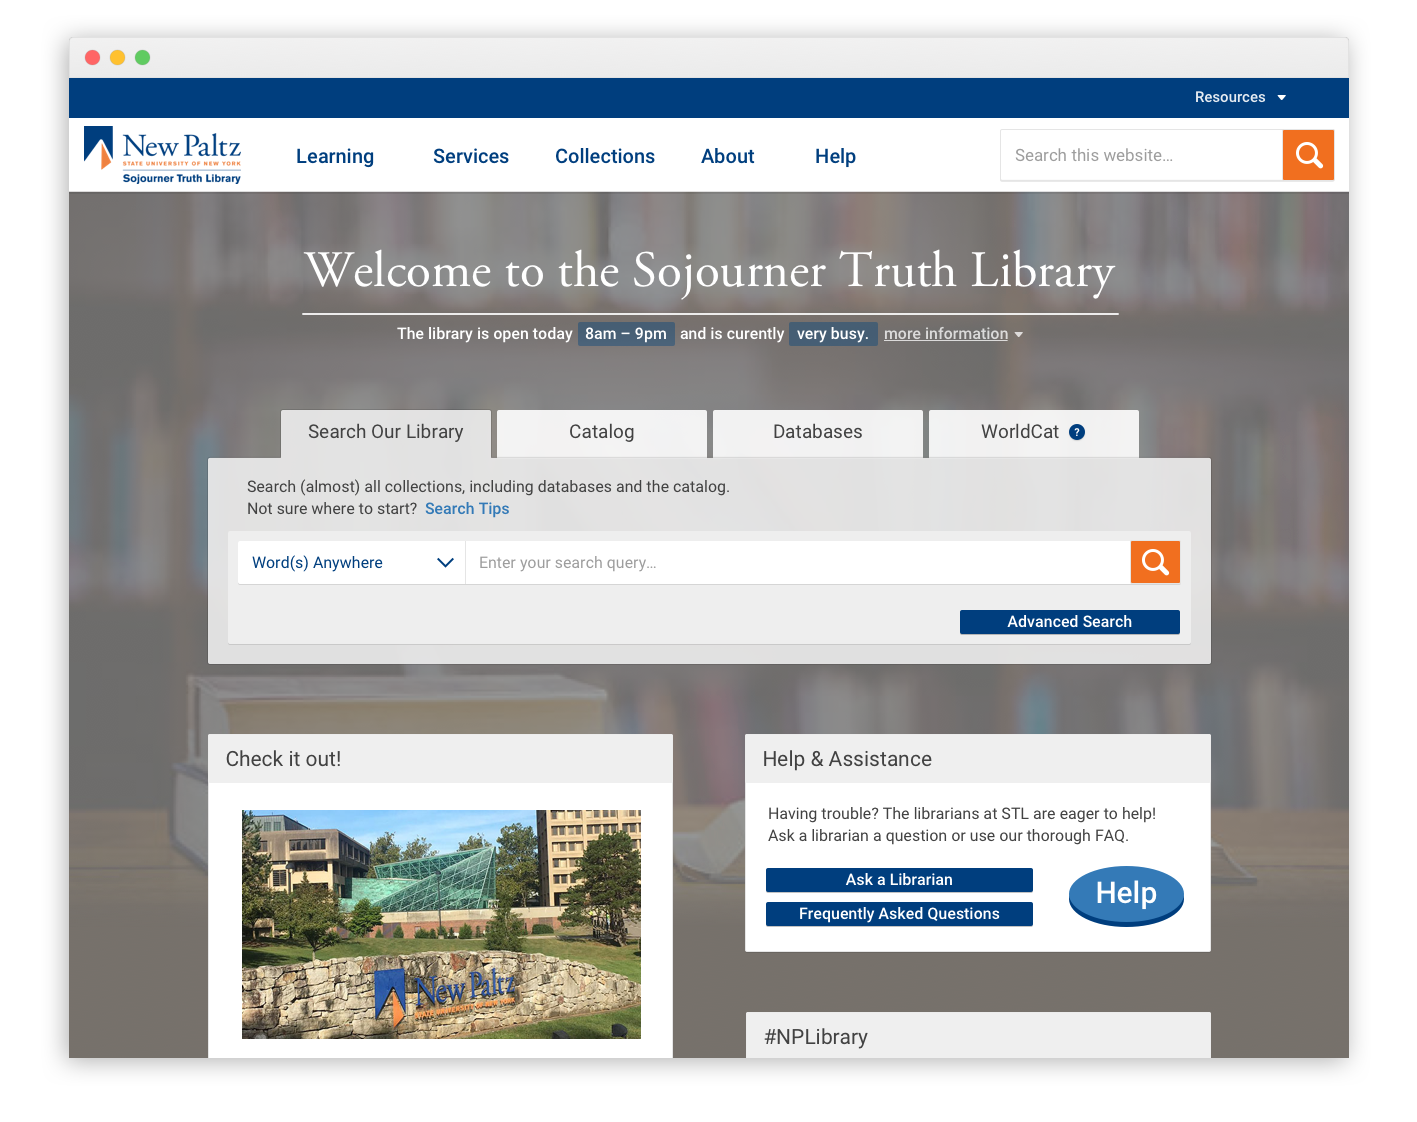 Resources
New Paltz
STATE UNIVERSITY OF NEW YORK
Sojourner Truth Library
Learning Services Collections About Help
Search this website...
Welcome to the Sojourner Truth Library
The library is open today 8am – 9pm and is curently very busy. more information
Search Our Library Catalog Databases WorldCat ?
Search (almost) all collections, including databases and the catalog.
Not sure where to start? Search Tips
Word(s) Anywhere Enter your search query...
Advanced Search
Check it out!
New Paltz
STATE UNIVERSITY OF NEW YORK
Help & Assistance
Having trouble? The librarians at STL are eager to help!
Ask a librarian a question or use our thorough FAQ.
Ask a Librarian
Frequently Asked Questions
Help
#NPLibrary